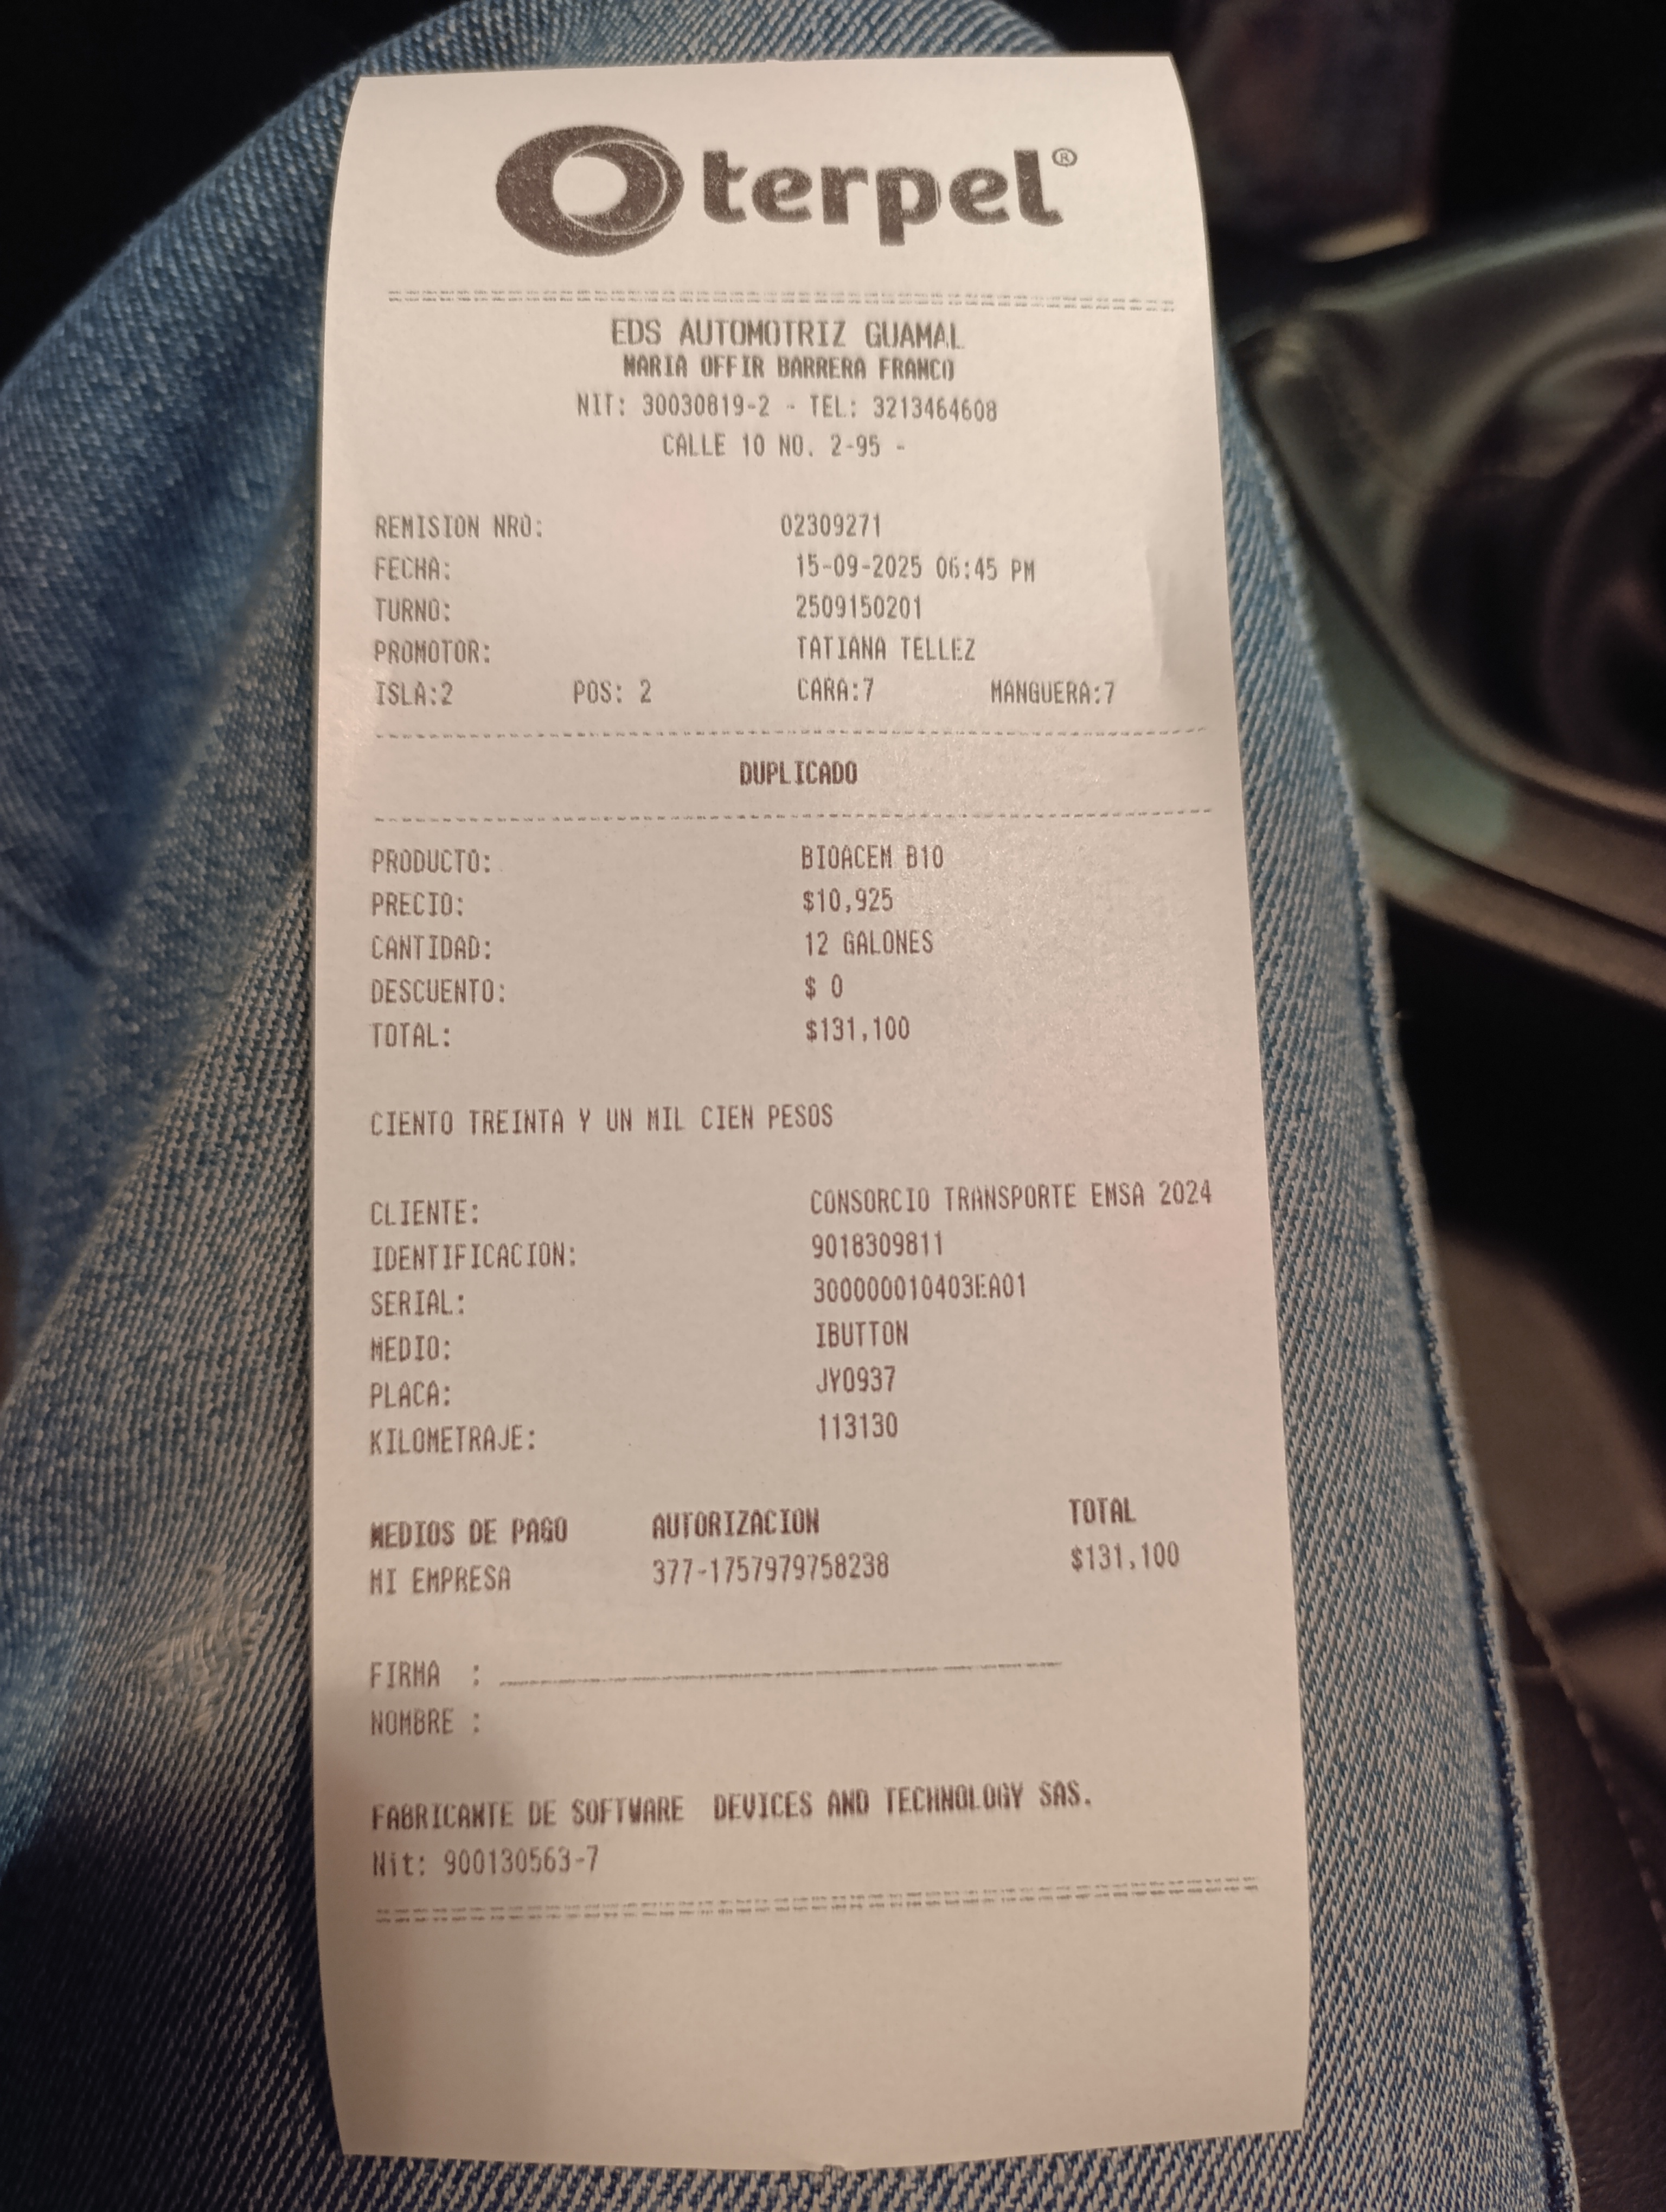 terpel®
EDS AUTOMOTRIZ GUAMAL
MARIA OFFIR BARRERA FRANCO
NIT: 30030819-2 - TEL: 3213464608
CALLE 10 NO. 2-95 -
REMISION NRO: 02309271
FECHA: 15-09-2025 06:45 PM
TURNO: 2509150201
PROMOTOR: TATIANA TELLEZ
ISLA:2 POS: 2 CARA:7 MANGUERA:7
DUPLICADO
PRODUCTO: BIOACEM B10
PRECIO: $10,925
CANTIDAD: 12 GALONES
DESCUENTO: $ 0
TOTAL: $131,100
CIENTO TREINTA Y UN MIL CIEN PESOS
CLIENTE: CONSORCIO TRANSPORTE EMSA 2024
IDENTIFICACION: 9018309811
SERIAL: 300000010403EA01
MEDIO: IBUTTON
PLACA: JYO937
KILOMETRAJE: 113130
MEDIOS DE PAGO AUTORIZACION TOTAL
MI EMPRESA 377-1757979758238 $131,100
FIRMA :
NOMBRE :
FABRICANTE DE SOFTWARE DEVICES AND TECHNOLOGY SAS.
Nit: 900130563-7